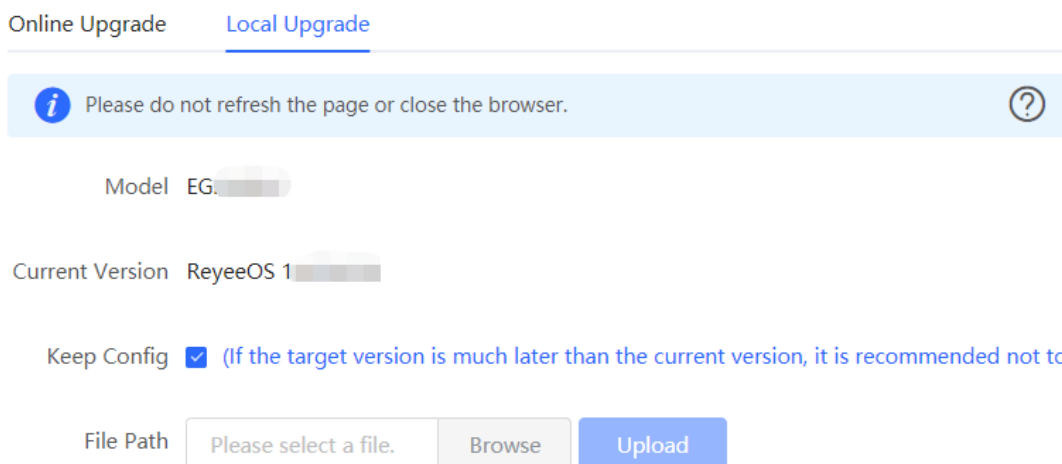 Online Upgrade Local Upgrade
Please do not refresh the page or close the browser.
Model EG
Current Version ReyeeOS 1
Keep Config (If the target version is much later than the current version, it is recommended not to
File Path Please select a file. Browse Upload